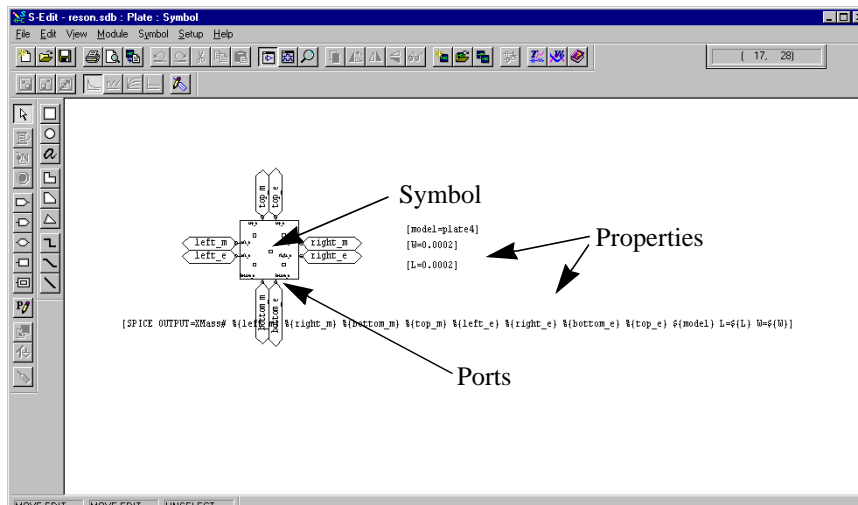 S-Edit - reson.sdb : Plate : Symbol
File Edit View Module Symbol Setup Help
[ 17, 28]
top_m
top_e
Symbol
left_m
right_m
left_e
right_e
[model=plate4]
[W=0.0002]
[L=0.0002]
Properties
bottom_m
bottom_e
[SPICE OUTPUT=XMass# %{left_m} %{right_m} %{bottom_m} %{top_m} %{left_e} %{right_e} %{bottom_e} %{top_e} ${model} L=${L} W=${W}]
Ports
MOVE EDIT MOVE EDIT UNSELECT